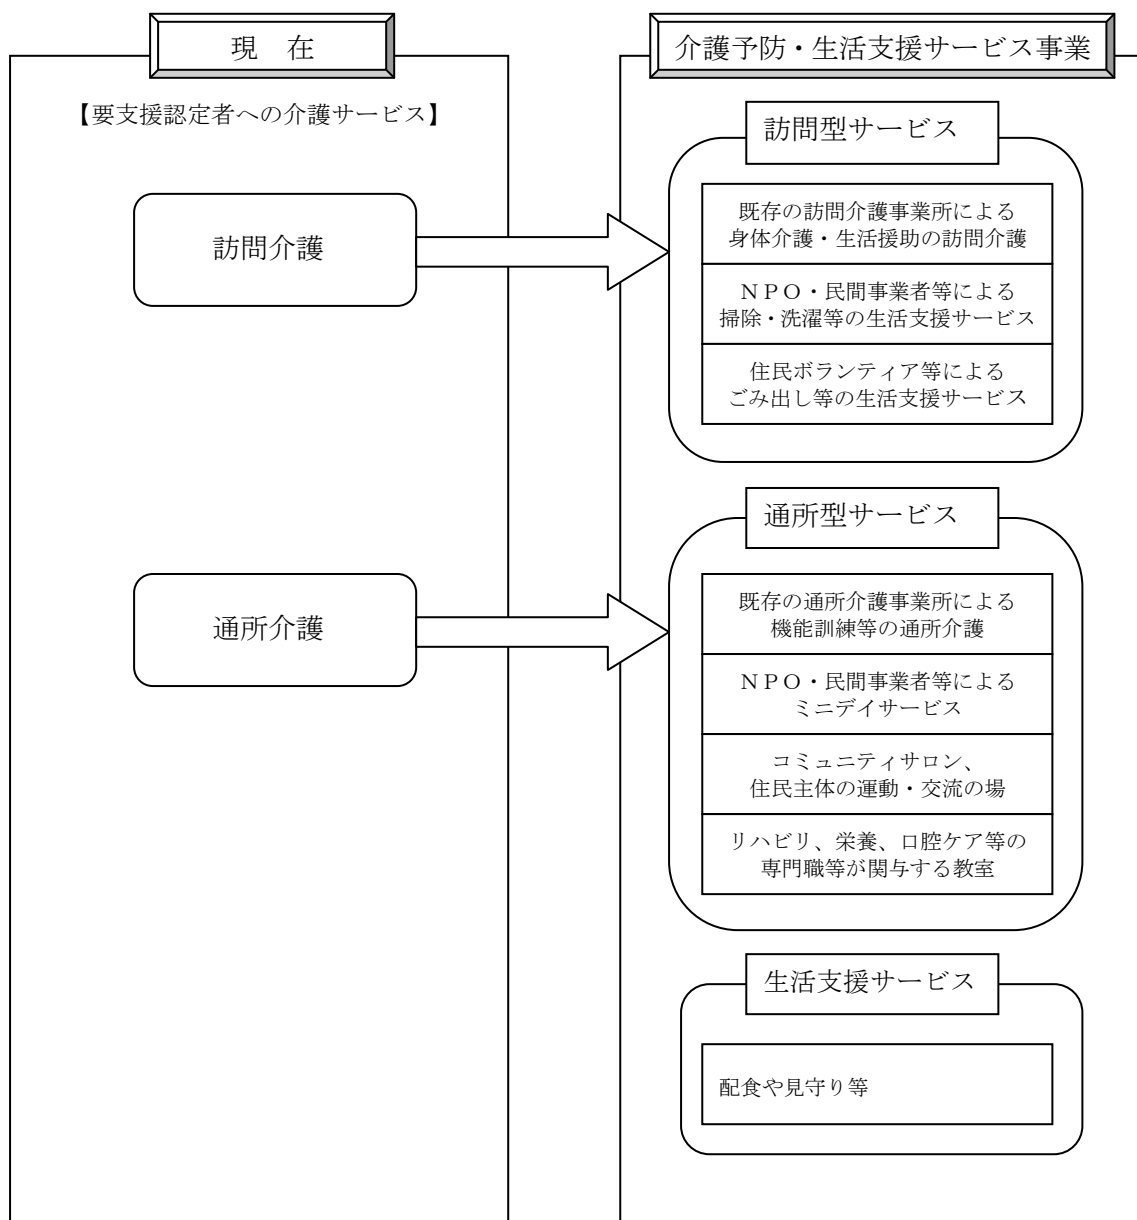 現　在
【要支援認定者への介護サービス】
訪問介護
通所介護
介護予防・生活支援サービス事業
訪問型サービス
既存の訪問介護事業所による
身体介護・生活援助の訪問介護
ＮＰＯ・民間事業者等による
掃除・洗濯等の生活支援サービス
住民ボランティア等による
ごみ出し等の生活支援サービス
通所型サービス
既存の通所介護事業所による
機能訓練等の通所介護
ＮＰＯ・民間事業者等による
ミニデイサービス
コミュニティサロン、
住民主体の運動・交流の場
リハビリ、栄養、口腔ケア等の
専門職等が関与する教室
生活支援サービス
配食や見守り等